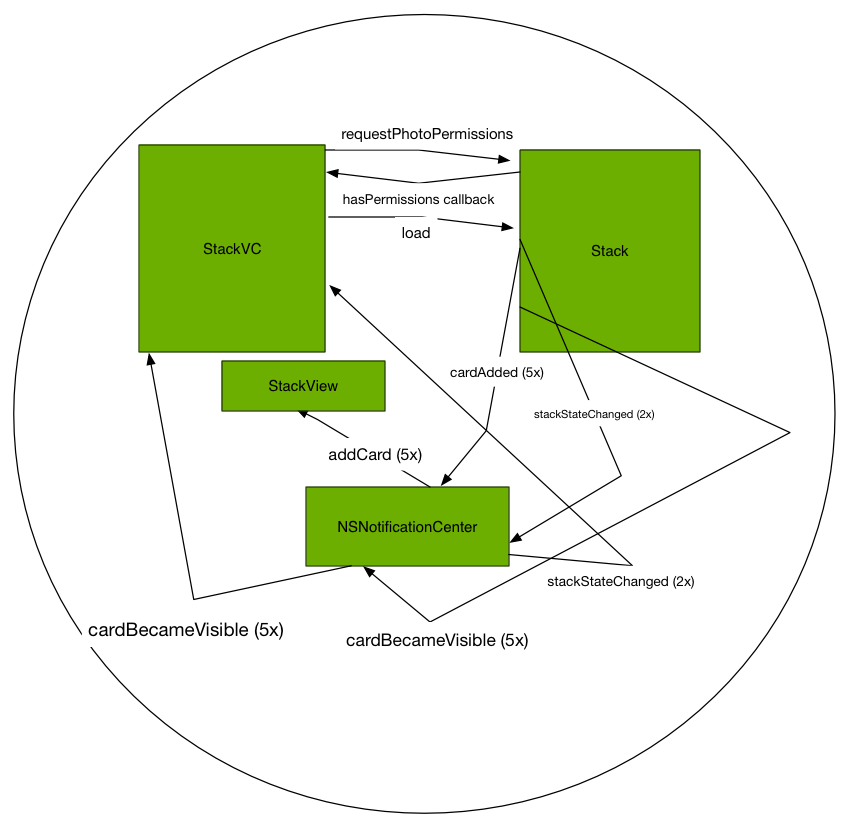 requestPhotoPermissions
hasPermissions callback
load
StackVC
Stack
cardAdded (5x)
StackView
stackStateChanged (2x)
addCard (5x)
NSNotificationCenter
stackStateChanged (2x)
cardBecameVisible (5x)
cardBecameVisible (5x)